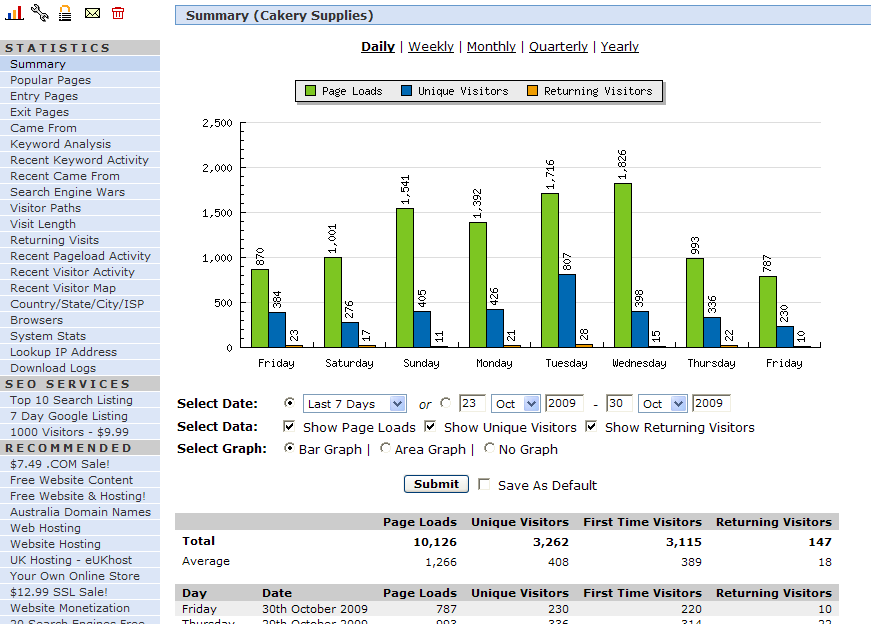 Summary (Cakery Supplies)
Daily | Weekly | Monthly | Quarterly | Yearly
STATISTICS
Summary
Popular Pages
Entry Pages
Exit Pages
Came From
Keyword Analysis
Recent Keyword Activity
Recent Came From
Search Engine Wars
Visitor Paths
Visit Length
Returning Visits
Recent Pageload Activity
Recent Visitor Activity
Recent Visitor Map
Country/State/City/ISP
Browsers
System Stats
Lookup IP Address
Download Logs
SEO SERVICES
Top 10 Search Listing
7 Day Google Listing
1000 Visitors - $9.99
RECOMMENDED
$7.49 .COM Sale!
Free Website Content
Free Website & Hosting!
Australia Domain Names
Web Hosting
Website Hosting
UK Hosting - eUKhost
Your Own Online Store
$12.99 SSL Sale!
Website Monetization
20 Search Engines Free
Page Loads Unique Visitors Returning Visitors
2,500
2,000
1,500
1,000
500
0
870 384 23
1,001 276 17
1,541 405 11
1,392 426 21
1,716 807 28
1,826 398 15
993 336 22
787 230 10
Friday Saturday Sunday Monday Tuesday Wednesday Thursday Friday
Select Date: Last 7 Days or 23 Oct 2009 - 30 Oct 2009
Select Data: Show Page Loads Show Unique Visitors Show Returning Visitors
Select Graph: Bar Graph | Area Graph | No Graph
Submit Save As Default
Page Loads Unique Visitors First Time Visitors Returning Visitors
Total 10,126 3,262 3,115 147
Average 1,266 408 389 18
Day Date Page Loads Unique Visitors First Time Visitors Returning Visitors
Friday 30th October 2009 787 230 220 10
Thursday 29th October 2009 993 336 314 22